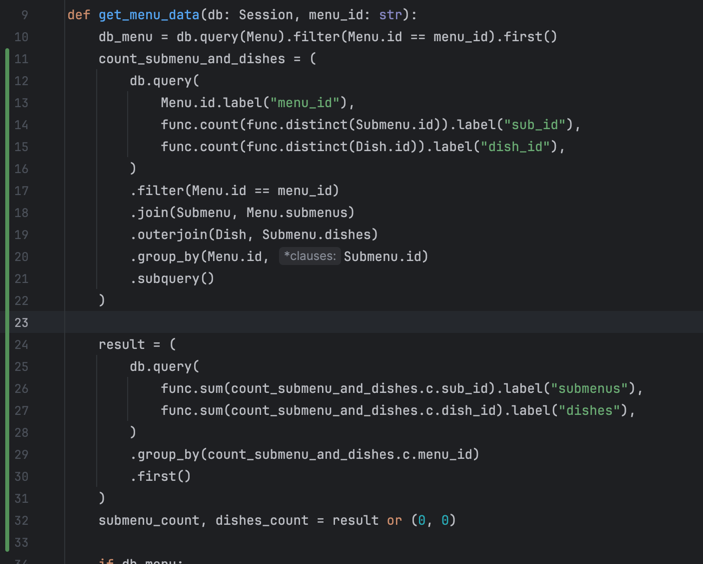 9 def get_menu_data(db: Session, menu_id: str):
10 db_menu = db.query(Menu).filter(Menu.id == menu_id).first()
11 count_submenu_and_dishes = (
12 db.query(
13 Menu.id.label("menu_id"),
14 func.count(func.distinct(Submenu.id)).label("sub_id"),
15 func.count(func.distinct(Dish.id)).label("dish_id"),
16 )
17 .filter(Menu.id == menu_id)
18 .join(Submenu, Menu.submenus)
19 .outerjoin(Dish, Submenu.dishes)
20 .group_by(Menu.id, *clauses: Submenu.id)
21 .subquery()
22 )
23
24 result = (
25 db.query(
26 func.sum(count_submenu_and_dishes.c.sub_id).label("submenus"),
27 func.sum(count_submenu_and_dishes.c.dish_id).label("dishes"),
28 )
29 .group_by(count_submenu_and_dishes.c.menu_id)
30 .first()
31 )
32 submenu_count, dishes_count = result or (0, 0)
33
34 if db_menu: